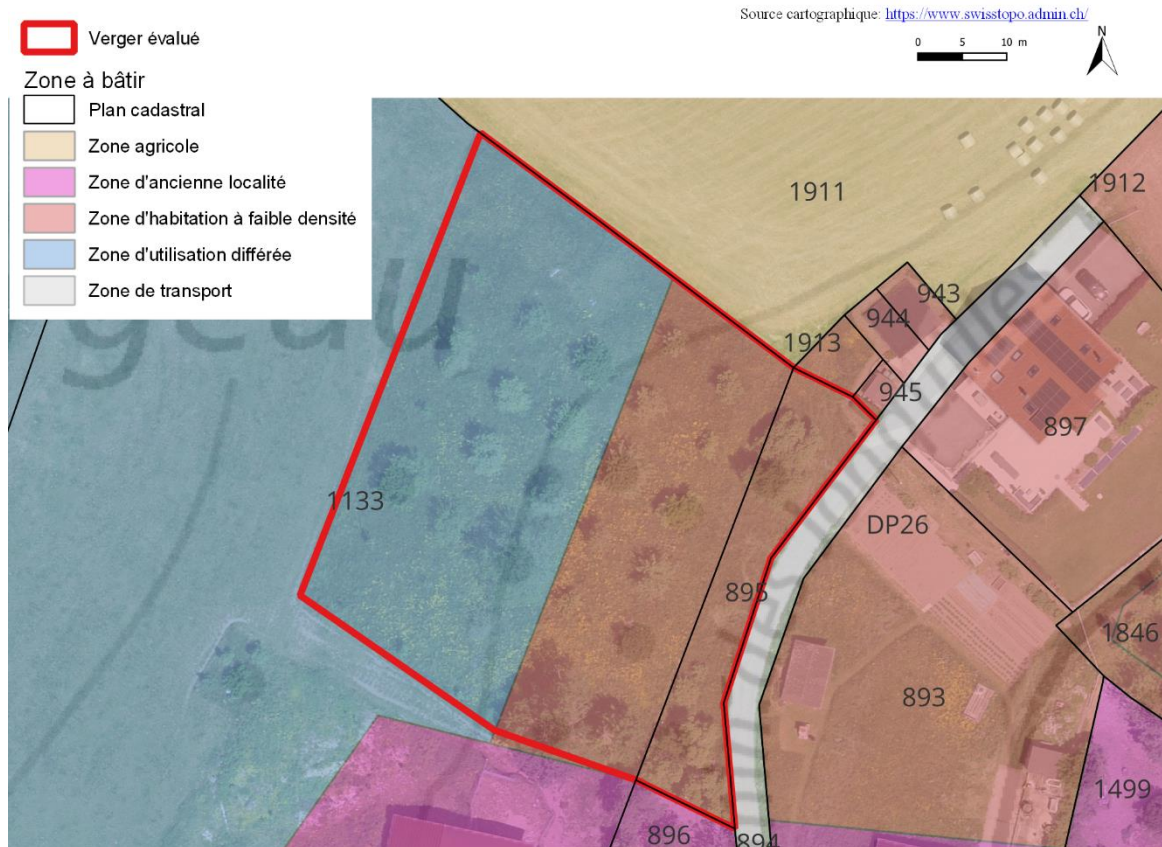 Source cartographique: https://www.swisstopo.admin.ch/
Verger évalué
0 5 10 m
N
Zone à bâtir
Plan cadastral
Zone agricole
Zone d'ancienne localité
Zone d'habitation à faible densité
Zone d'utilisation différée
Zone de transport
1911
1912
943
944
1913
945
897
1133
DP26
895
1846
893
1499
896
894